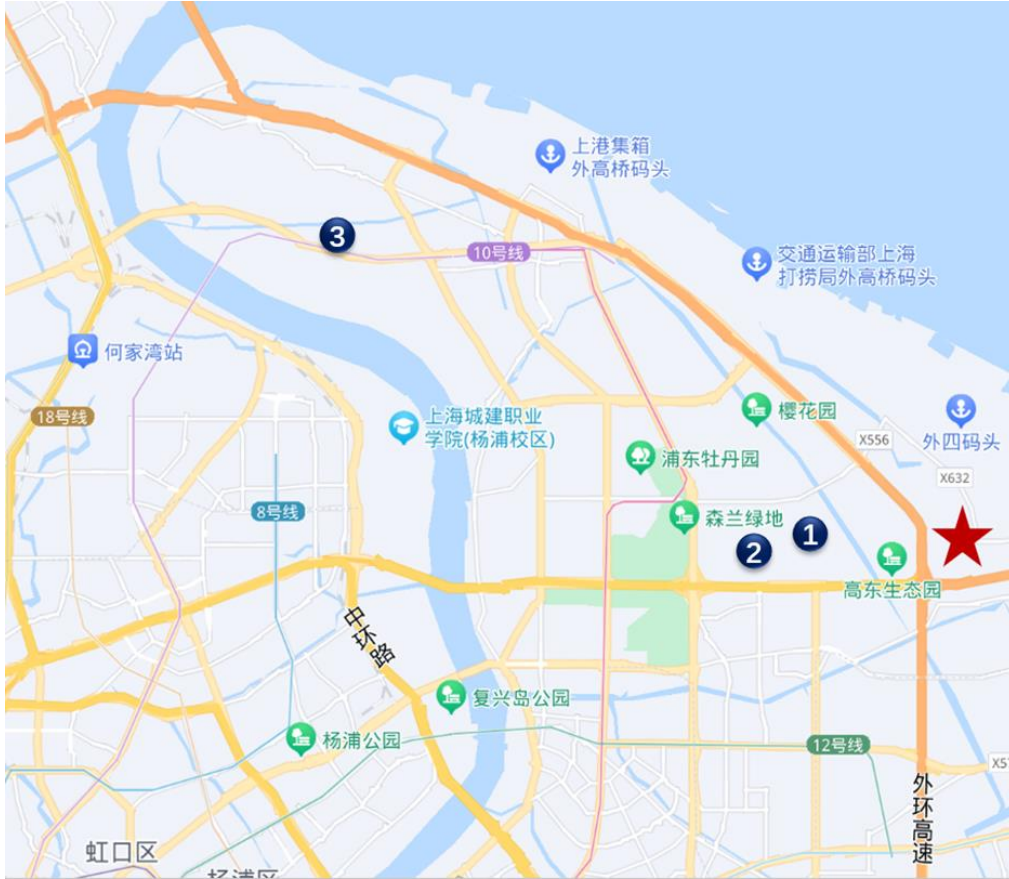 上港集箱
外高桥码头
3
10号线
交通运输部上海
打捞局外高桥码头
何家湾站
18号线
上海城建职业
学院(杨浦校区)
樱花园
X556
外四码头
浦东牡丹园
X632
8号线
森兰绿地
1
2
高东生态园
中环路
复兴岛公园
杨浦公园
12号线
X57
外环高速
虹口区
杨浦区